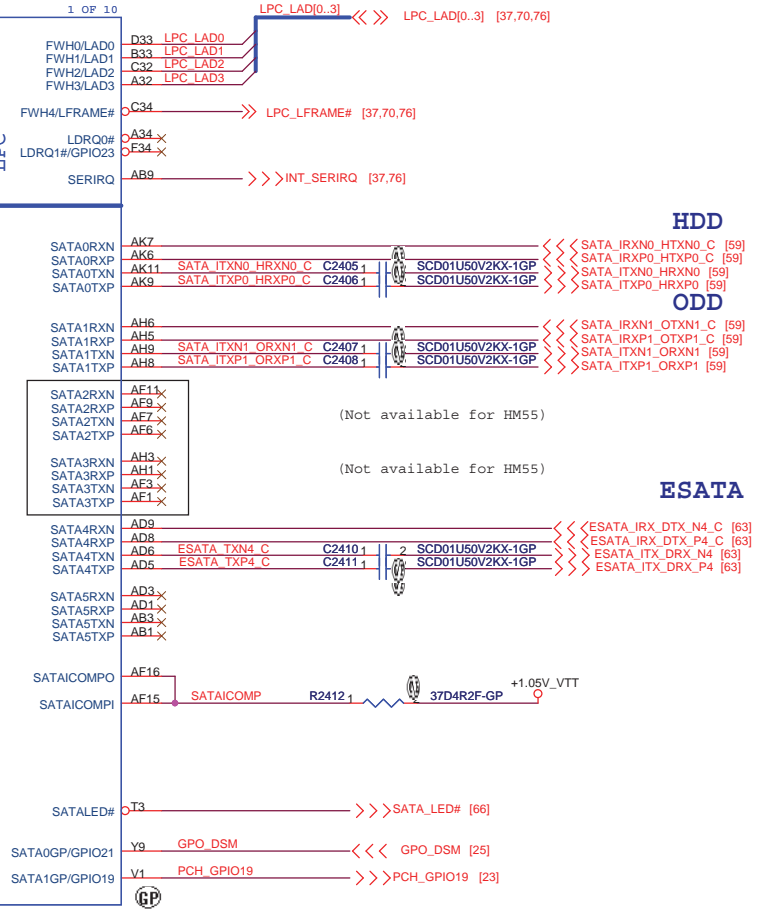 1 OF 10
LPC
LPC_LAD[0..3] LPC_LAD[0..3] [37,70,76]
FWH0/LAD0 D33 LPC_LAD0
FWH1/LAD1 B33 LPC_LAD1
FWH2/LAD2 C32 LPC_LAD2
FWH3/LAD3 A32 LPC_LAD3
FWH4/LFRAME# C34 LPC_LFRAME# [37,70,76]
LDRQ0# A34
LDRQ1#/GPIO23 F34
SERIRQ AB9 INT_SERIRQ [37,76]
HDD
SATA0RXN AK7 SATA_IRXN0_HTXN0_C [59]
SATA0RXP AK6 SATA_IRXP0_HTXP0_C [59]
SATA0TXN AK11 SATA_ITXN0_HRXN0_C C2405 1 SCD01U50V2KX-1GP SATA_ITXN0_HRXN0 [59]
SATA0TXP AK9 SATA_ITXP0_HRXP0_C C2406 1 SCD01U50V2KX-1GP SATA_ITXP0_HRXP0 [59]
ODD
SATA1RXN AH6 SATA_IRXN1_OTXN1_C [59]
SATA1RXP AH5 SATA_IRXP1_OTXP1_C [59]
SATA1TXN AH9 SATA_ITXN1_ORXN1_C C2407 1 SCD01U50V2KX-1GP SATA_ITXN1_ORXN1 [59]
SATA1TXP AH8 SATA_ITXP1_ORXP1_C C2408 1 SCD01U50V2KX-1GP SATA_ITXP1_ORXP1 [59]
SATA2RXN AF11
SATA2RXP AF9
SATA2TXN AF7 (Not available for HM55)
SATA2TXP AF6
SATA3RXN AH3
SATA3RXP AH1 (Not available for HM55)
SATA3TXN AF3
SATA3TXP AF1
ESATA
SATA4RXN AD9 ESATA_IRX_DTX_N4_C [63]
SATA4RXP AD8 ESATA_IRX_DTX_P4_C [63]
SATA4TXN AD6 ESATA_TXN4_C C2410 1 2 SCD01U50V2KX-1GP ESATA_ITX_DRX_N4 [63]
SATA4TXP AD5 ESATA_TXP4_C C2411 1 SCD01U50V2KX-1GP ESATA_ITX_DRX_P4 [63]
SATA5RXN AD3
SATA5RXP AD1
SATA5TXN AB3
SATA5TXP AB1
SATAICOMPO AF16
+1.05V_VTT
SATAICOMPI AF15 SATAICOMP R2412 1 2 37D4R2F-GP
SATALED# T3 SATA_LED# [66]
SATA0GP/GPIO21 Y9 GPO_DSM GPO_DSM [25]
SATA1GP/GPIO19 V1 PCH_GPIO19 PCH_GPIO19 [23]
GP